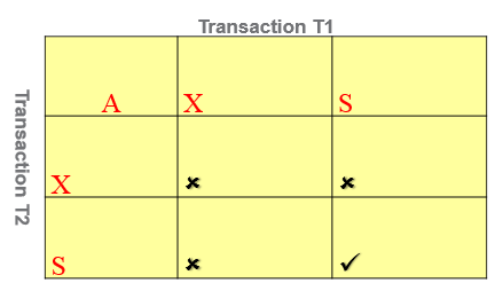 Transaction T1
Transaction T2
A X S
X ✖ ✖
S ✖ ✓